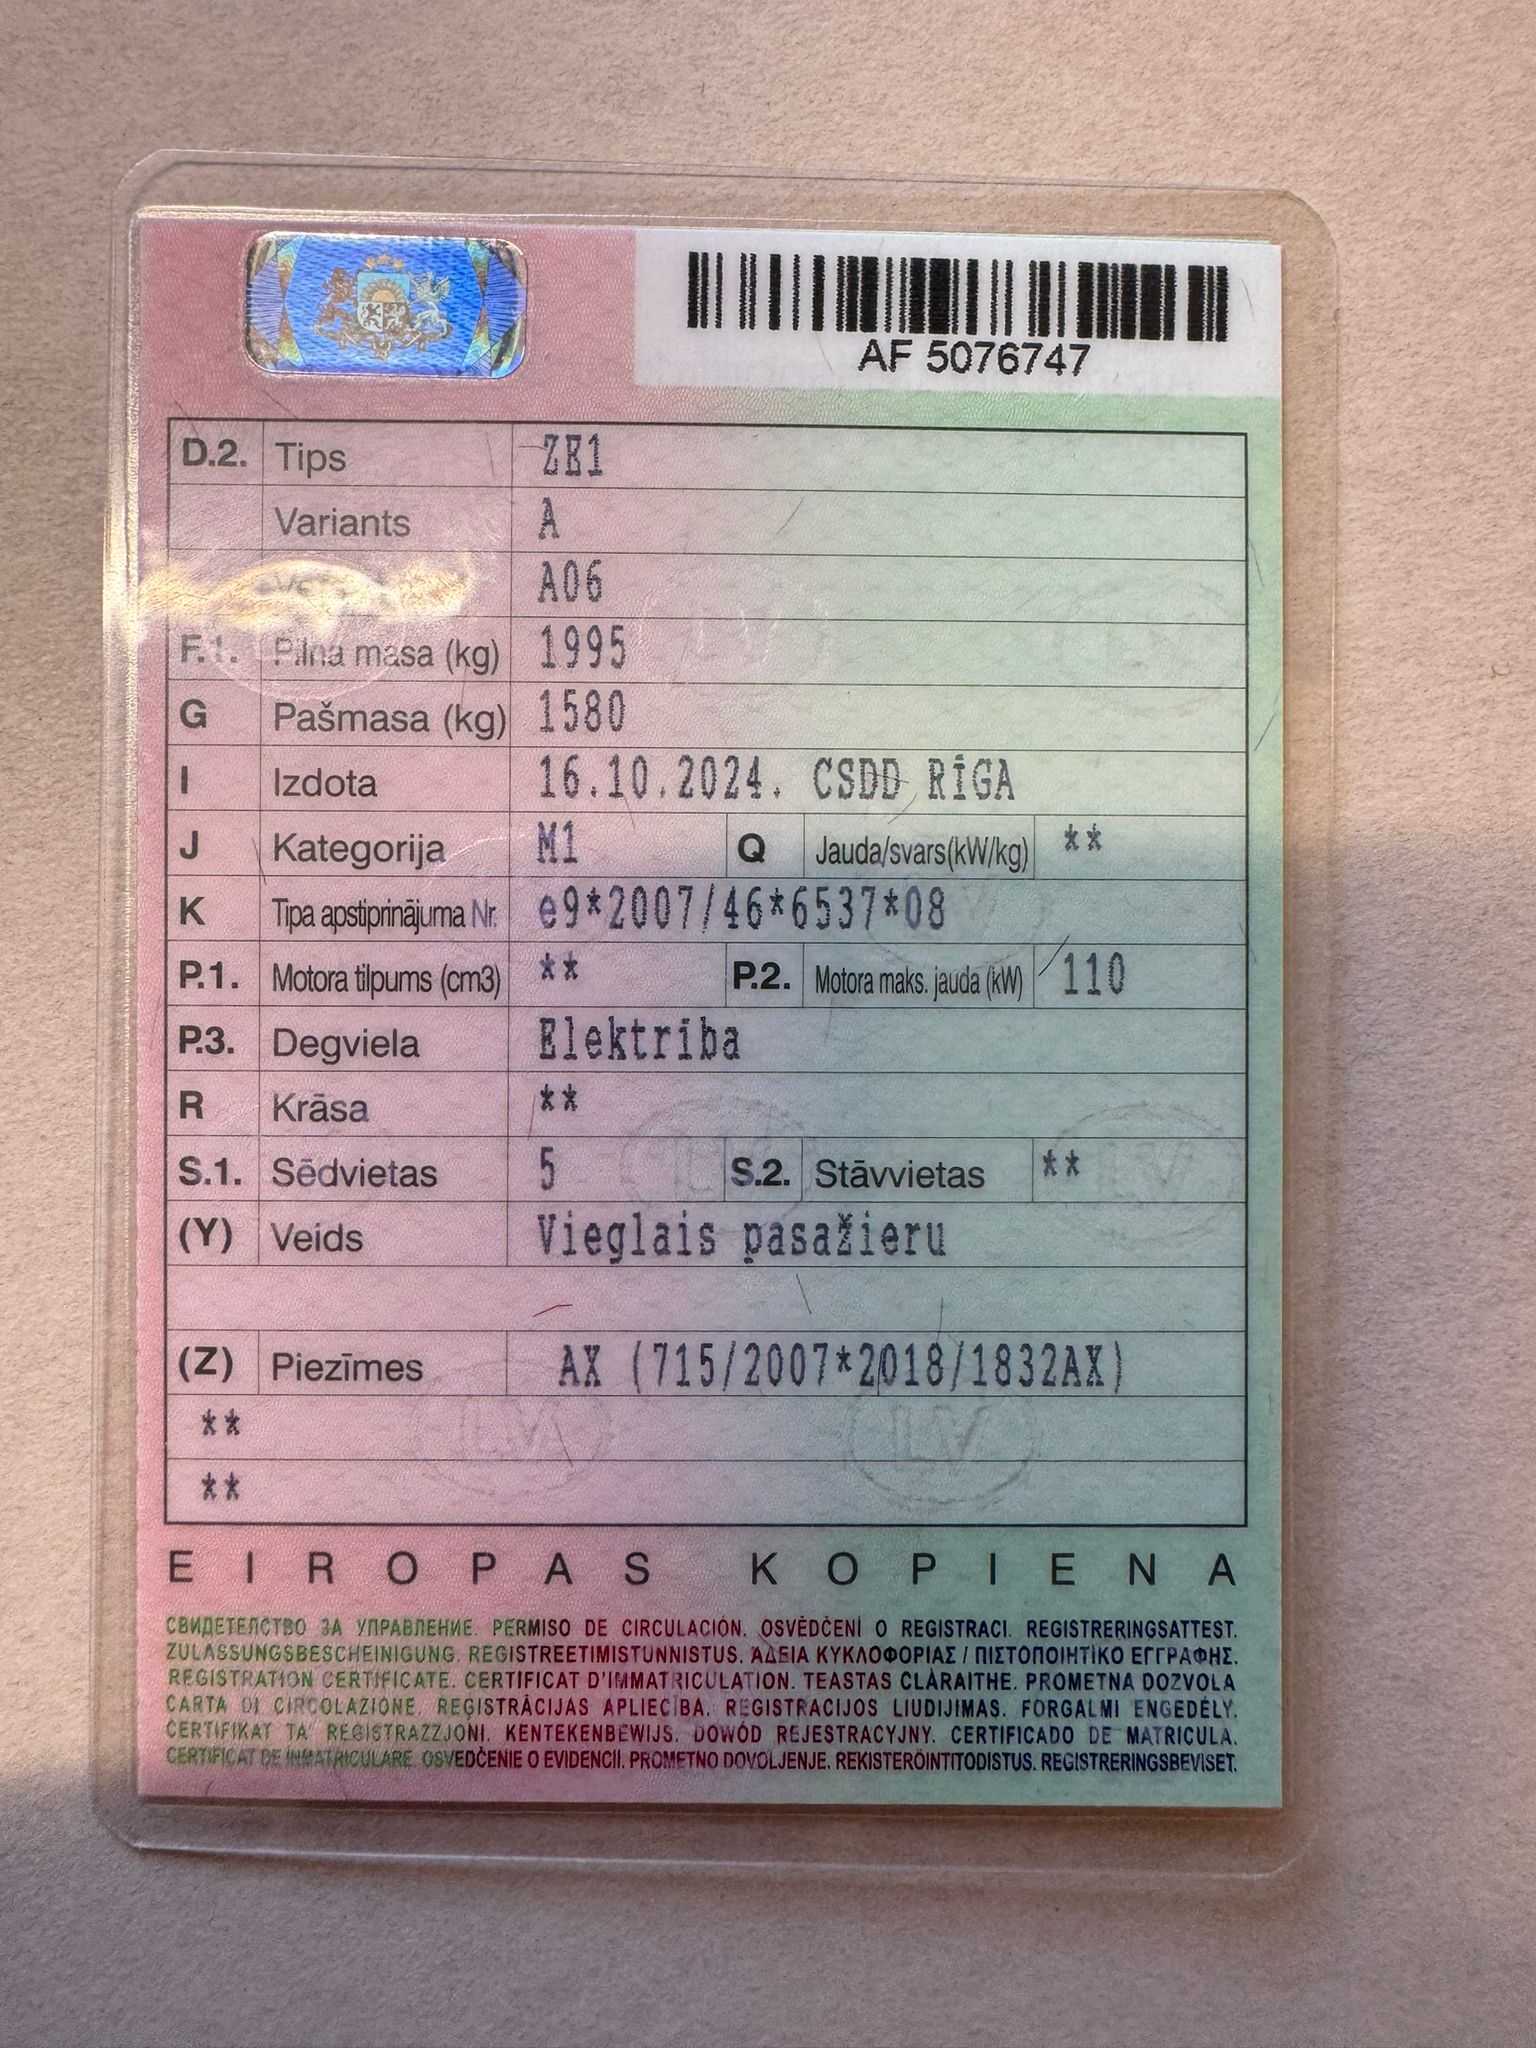 AF 5076747
D.2. Tips ZE1
Variants A
A06
F.1. Pilna masa (kg) 1995
G Pašmasa (kg) 1580
I Izdota 16.10.2024. CSDD RĪGA
J Kategorija M1 Q Jauda/svars(kW/kg) **
K Tipa apstiprinājuma Nr. e9*2007/46*6537*08
P.1. Motora tilpums (cm3) ** P.2. Motora maks. jauda (kW) 110
P.3. Degviela Elektrība
R Krāsa **
S.1. Sēdvietas 5 S.2. Stāvvietas **
(Y) Veids Vieglais pasažieru
(Z) Piezīmes AX (715/2007*2018/1832AX)
**
**
EIROPAS KOPIENA
СВИДЕТЕЛСТВО ЗА УПРАВЛЕНИЕ. PERMISO DE CIRCULACIÓN. OSVĚDČENÍ O REGISTRACI. REGISTRERINGSATTEST.
ZULASSUNGSBESCHEINIGUNG. REGISTREETIMISTUNNISTUS. ΆΔΕΙΑ ΚΥΚΛΟΦΟΡΙΑΣ / ΠΙΣΤΟΠΟΙΗΤΙΚΟ ΕΓΓΡΑΦΗΣ.
REGISTRATION CERTIFICATE. CERTIFICAT D'IMMATRICULATION. TEASTAS CLÁRAITHE. PROMETNA DOZVOLA
CARTA DI CIRCOLAZIONE. REĢISTRĀCIJAS APLIECĪBA. REGISTRACIJOS LIUDIJIMAS. FORGALMI ENGEDÉLY.
ĊERTIFIKAT TA' REĠISTRAZZJONI. KENTEKENBEWIJS. DOWÓD REJESTRACYJNY. CERTIFICADO DE MATRÍCULA.
CERTIFICAT DE ÎNMATRICULARE. OSVEDČENIE O EVIDENCII. PROMETNO DOVOLJENJE. REKISTERÖINTITODISTUS. REGISTRERINGSBEVISET.